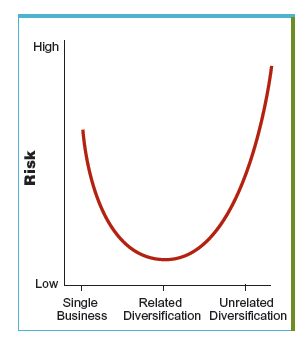 High
Risk
Low
Single
Business
Related
Diversification
Unrelated
Diversification